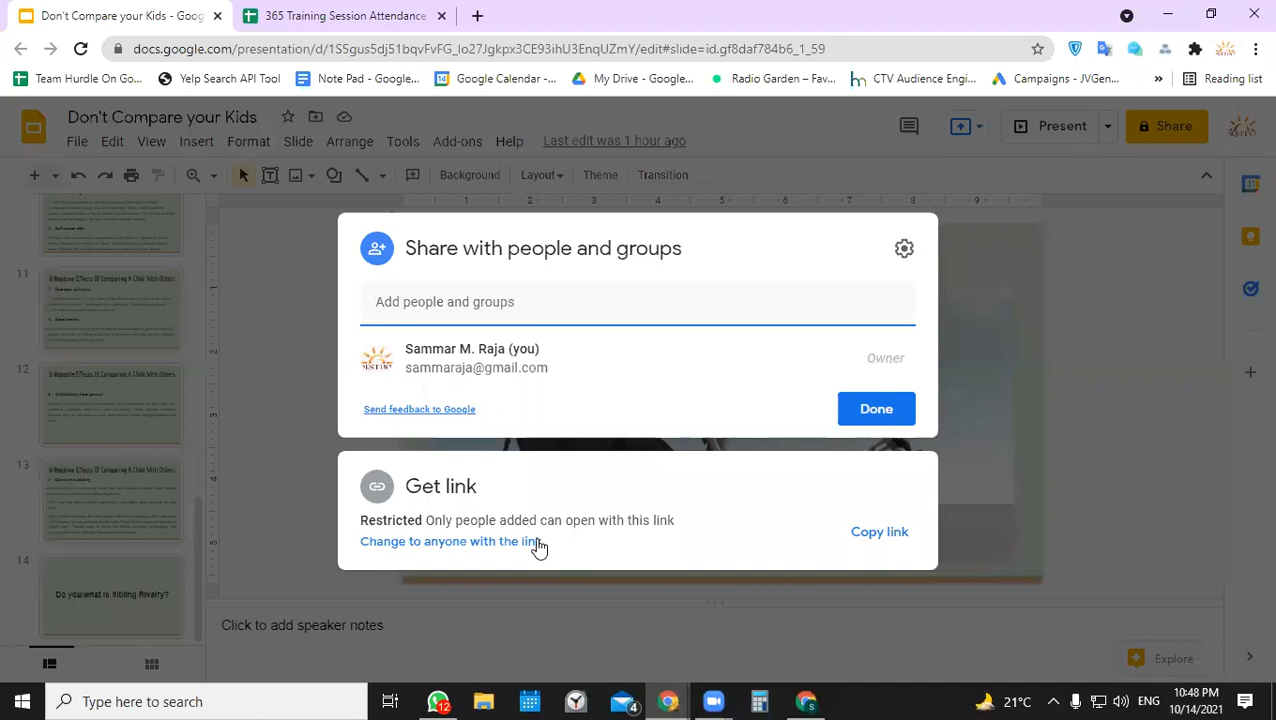 Don't Compare your Kids - Goog
365 Training Session Attendance
docs.google.com/presentation/d/1S5gus5dj51bqvFvFG_lo27Jgkpx3CE93ihU3EnqUZmY/edit#slide=id.gf8daf784b6_1_59
Team Hurdle On Go...
Yelp Search API Tool
Note Pad - Google...
Google Calendar -...
My Drive - Google...
Radio Garden – Fav...
CTV Audience Eng...
Campaigns - JVGen...
»
Reading list
Don't Compare your Kids
File Edit View Insert Format Slide Arrange Tools Add-ons Help
Last edit was 1 hour ago
Present
Share
Background
Layout
Theme
Transition
Share with people and groups
Add people and groups
Sammar M. Raja (you)
sammaraja@gmail.com
Owner
Send feedback to Google
Done
Get link
Restricted Only people added can open with this link
Change to anyone with the link
Copy link
11
12
13
14
Do you what is Sibling Rivalry?
Click to add speaker notes
Explore
Type here to search
12
4
21°C
ENG
10:48 PM
10/14/2021